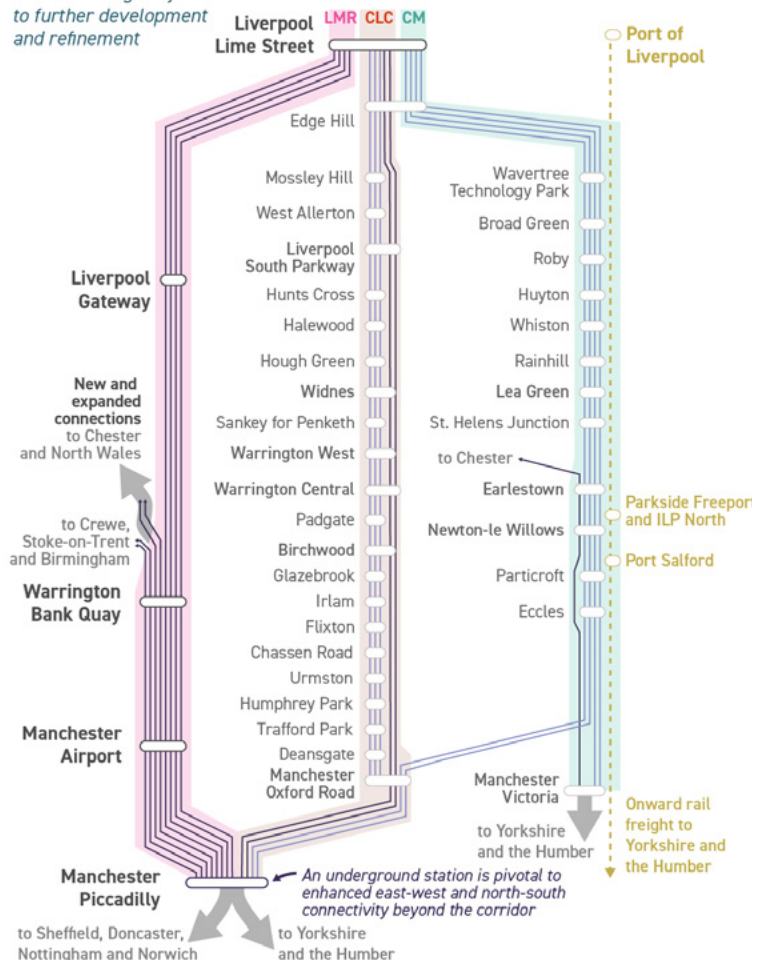 to further development
and refinement
LMR
CLC
CM
Liverpool
Lime Street
Port of
Liverpool
Edge Hill
Mossley Hill
West Allerton
Liverpool
South Parkway
Hunts Cross
Halewood
Hough Green
Widnes
Sankey for Penketh
Warrington West
Warrington Central
Padgate
Birchwood
Glazebrook
Irlam
Flixton
Chassen Road
Urmston
Humphrey Park
Trafford Park
Deansgate
Manchester
Oxford Road
Wavertree
Technology Park
Broad Green
Roby
Huyton
Whiston
Rainhill
Lea Green
St. Helens Junction
to Chester
Earlestown
Newton-le Willows
Particroft
Eccles
Manchester
Victoria
to Yorkshire
and the Humber
Parkside Freepor
and ILP North
Port Salford
Onward rail
freight to
Yorkshire and
the Humber
Liverpool
Gateway
New and
expanded
connections
to Chester
and North Wales
to Crewe,
Stoke-on-Trent
and Birmingham
Warrington
Bank Quay
Manchester
Airport
Manchester
Piccadilly
An underground station is pivotal to
enhanced east-west and north-south
connectivity beyond the corridor
to Sheffield, Doncaster,
Nottingham and Norwich
to Yorkshire
and the Humber